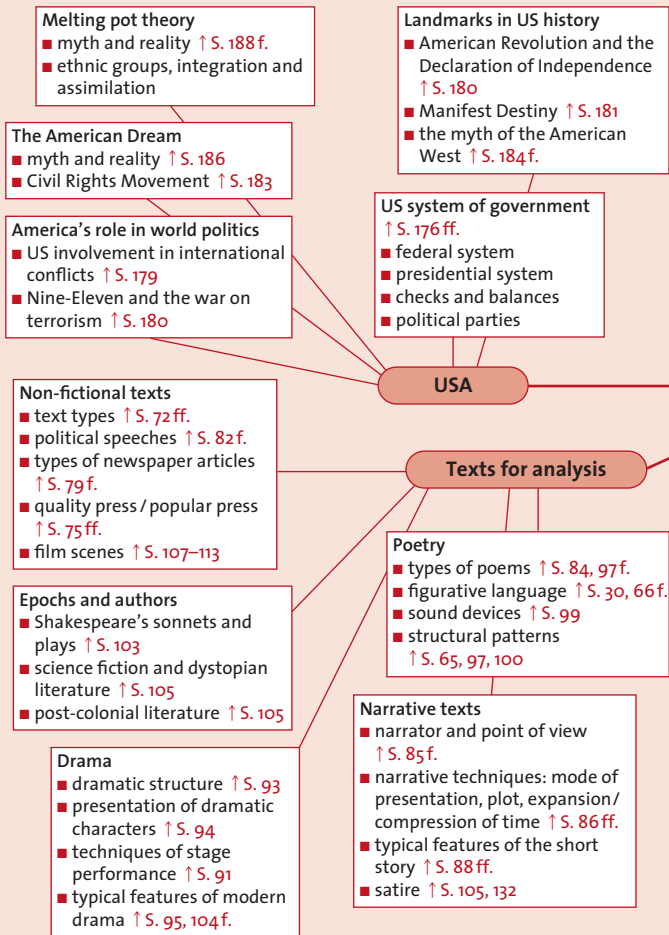 Melting pot theory
■ myth and reality ↑ S. 188 f.
■ ethnic groups, integration and
assimilation
The American Dream
■ myth and reality ↑ S. 186
■ Civil Rights Movement ↑ S. 183
America's role in world politics
■ US involvement in international
conflicts ↑ S. 179
■ Nine-Eleven and the war on
terrorism ↑ S. 180
Landmarks in US history
■ American Revolution and the
Declaration of Independence
↑ S. 180
■ Manifest Destiny ↑ S. 181
■ the myth of the American
West ↑ S. 184 f.
US system of government
↑ S. 176 ff.
■ federal system
■ presidential system
■ checks and balances
■ political parties
USA
Non-fictional texts
■ text types ↑ S. 72 ff.
■ political speeches ↑ S. 82 f.
■ types of newspaper articles
↑ S. 79 f.
■ quality press / popular press
↑ S. 75 ff.
■ film scenes ↑ S. 107–113
Texts for analysis
Epochs and authors
■ Shakespeare's sonnets and
plays ↑ S. 103
■ science fiction and dystopian
literature ↑ S. 105
■ post-colonial literature ↑ S. 105
Poetry
■ types of poems ↑ S. 84, 97 f.
■ figurative language ↑ S. 30, 66 f.
■ sound devices ↑ S. 99
■ structural patterns
↑ S. 65, 97, 100
Drama
■ dramatic structure ↑ S. 93
■ presentation of dramatic
characters ↑ S. 94
■ techniques of stage
performance ↑ S. 91
■ typical features of modern
drama ↑ S. 95, 104 f.
Narrative texts
■ narrator and point of view
↑ S. 85 f.
■ narrative techniques: mode of
presentation, plot, expansion/
compression of time ↑ S. 86 ff.
■ typical features of the short
story ↑ S. 88 ff.
■ satire ↑ S. 105, 132